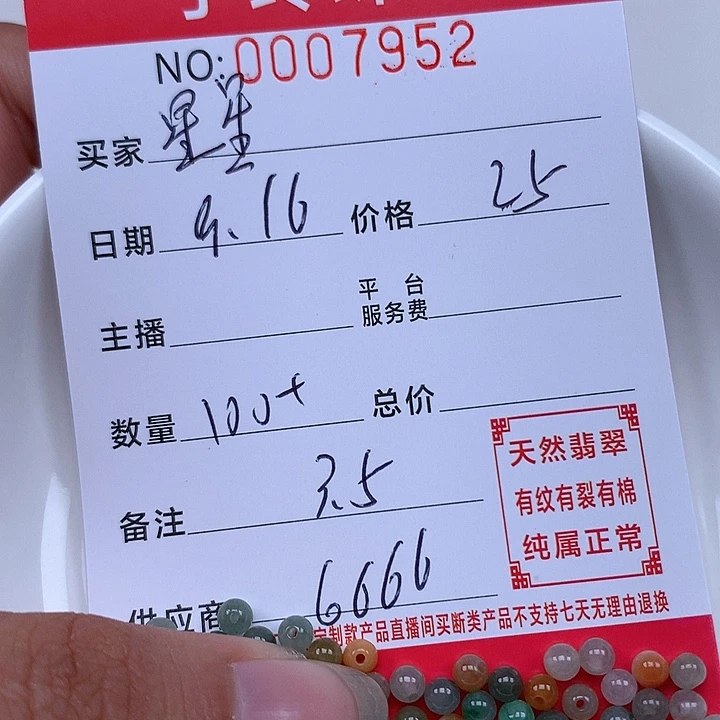 NO: 0007952
买家 星星
日期 9.16 价格 25
主播 平台服务费
数量 100+ 总价
备注 3.5
天然翡翠
有纹有裂有棉
纯属正常
供应商 6666
定制款产品直播间买断类产品不支持七天无理由退换